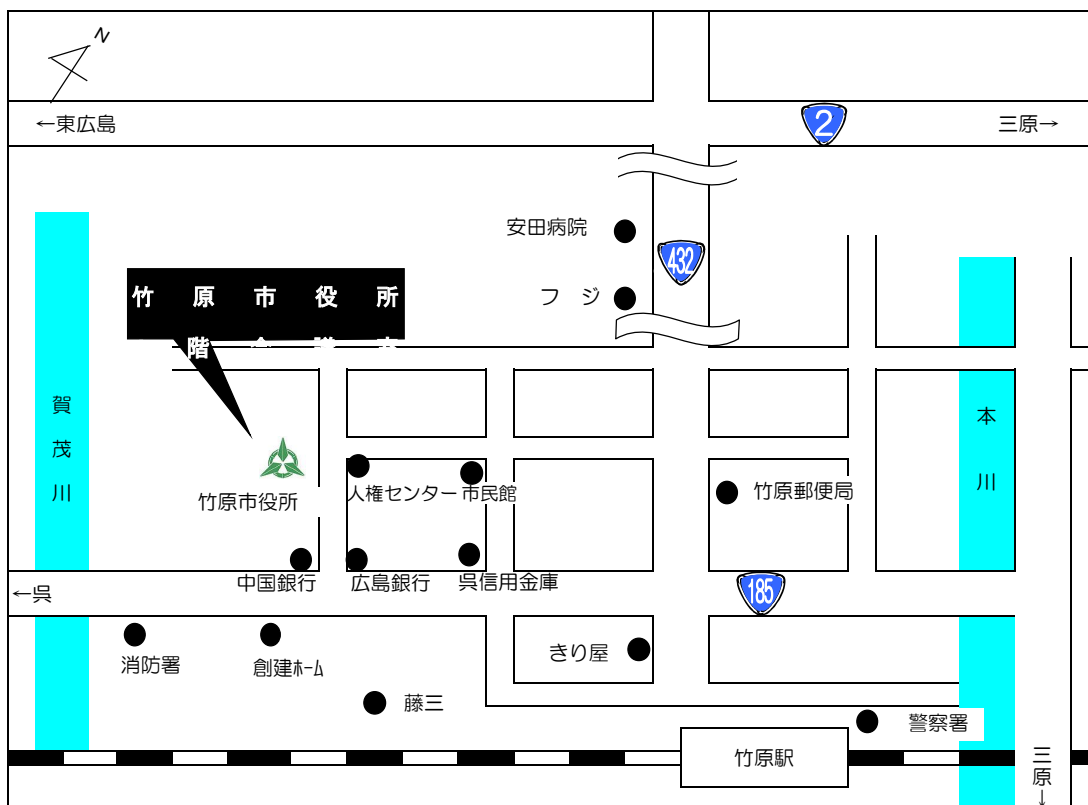 N
←東広島
2
三原→
安田病院
432
フ ジ
竹 原 市 役 所
階
賀茂川
本川
竹原市役所
人権センター
市民館
竹原郵便局
中国銀行
広島銀行
呉信用金庫
185
←呉
消防署
創建ホーム
きり屋
藤三
警察署
竹原駅
三原→